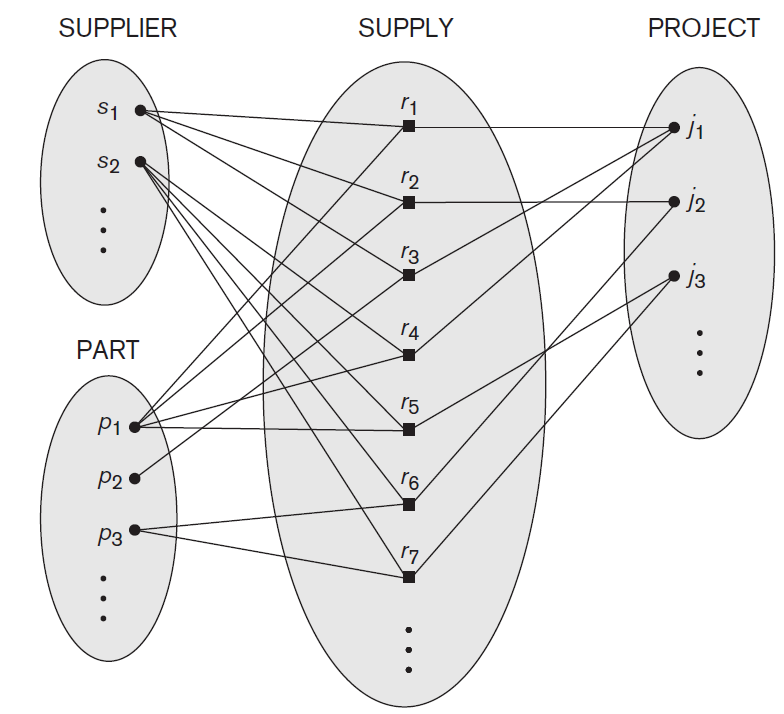 SUPPLIER
s1
s2
PART
p1
p2
p3
SUPPLY
r1
r2
r3
r4
r5
r6
r7
PROJECT
j1
j2
j3